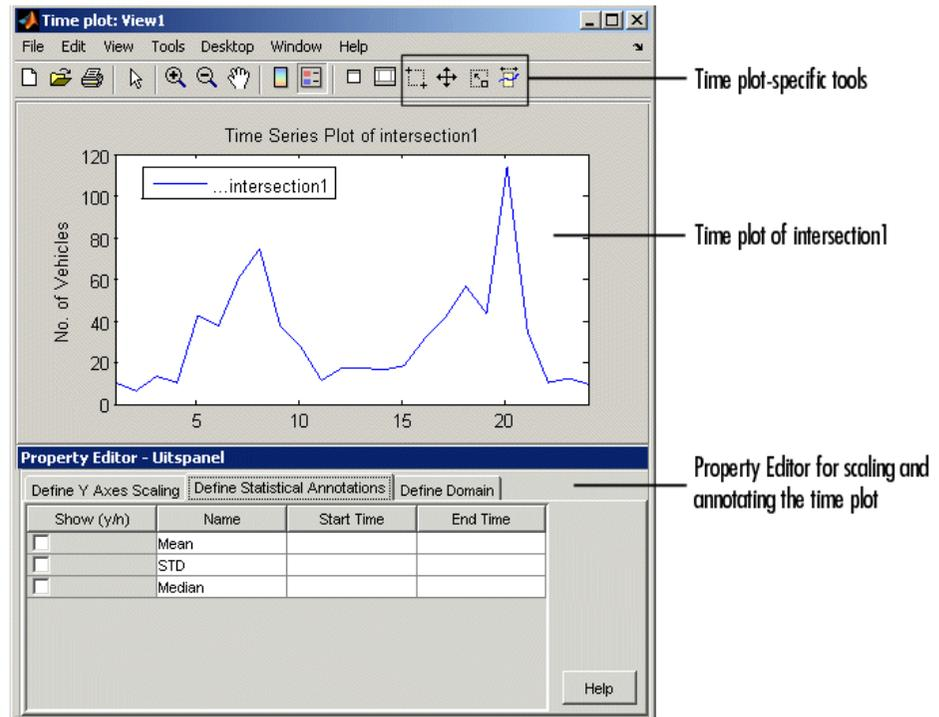 Time plot: View1
File Edit View Tools Desktop Window Help
Time plot-specific tools
Time Series Plot of intersection1
...intersection1
No. of Vehicles
120
100
80
60
40
20
0
5 10 15 20
Time plot of intersection1
Property Editor - Uitspanel
Define Y Axes Scaling Define Statistical Annotations Define Domain
Show (y/n) Name Start Time End Time
Mean
STD
Median
Help
Property Editor for scaling and
annotating the time plot